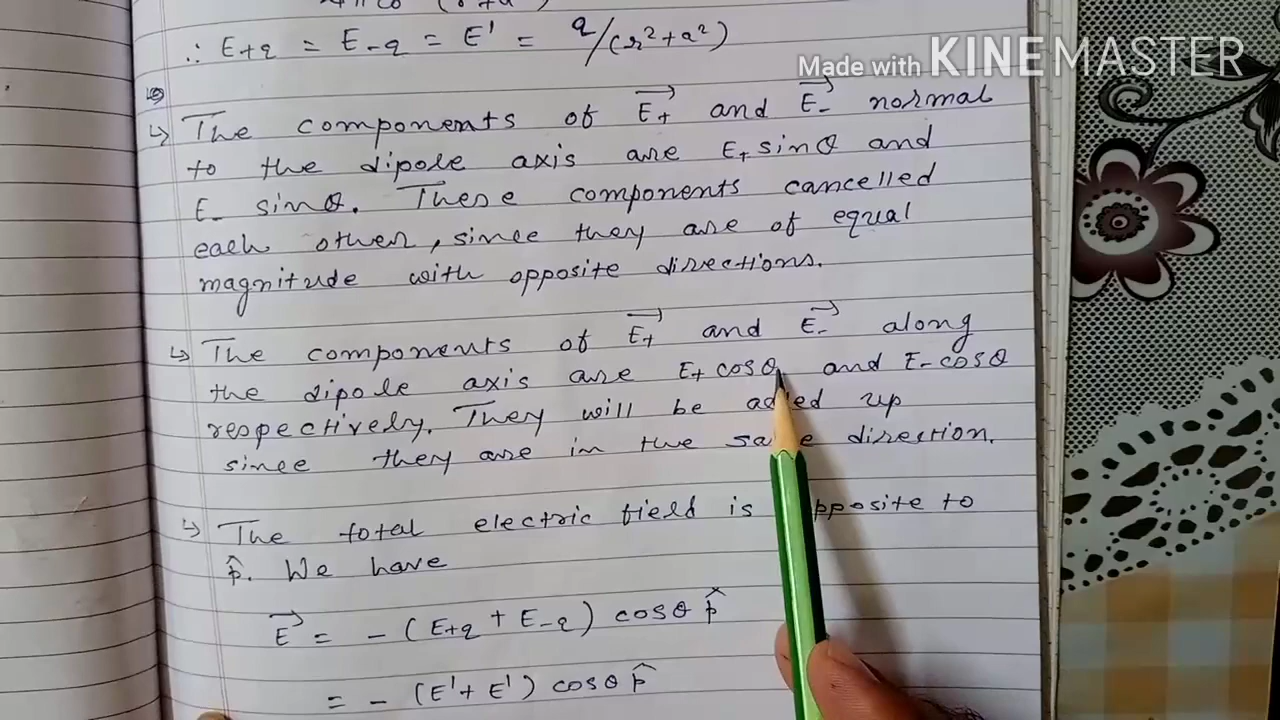 ∴ E+q = E-q = E' = q/(r²+a²)
Made with KINEMASTER
↳ The components of E₊⃗ and E₋⃗ normal
to the dipole axis are E₊ sinθ and
E₋ sinθ. These components cancelled
each other, since they are of equal
magnitude with opposite directions.
↳ The components of E₊⃗ and E₋⃗ along
the dipole axis are E₊ cosθ and E₋ cosθ
respectively. They will be added up
since they are in the same direction.
↳ The total electric field is opposite to
p̂. We have
E⃗ = - (E+q + E-q) cosθ p̂
= - (E' + E') cosθ p̂